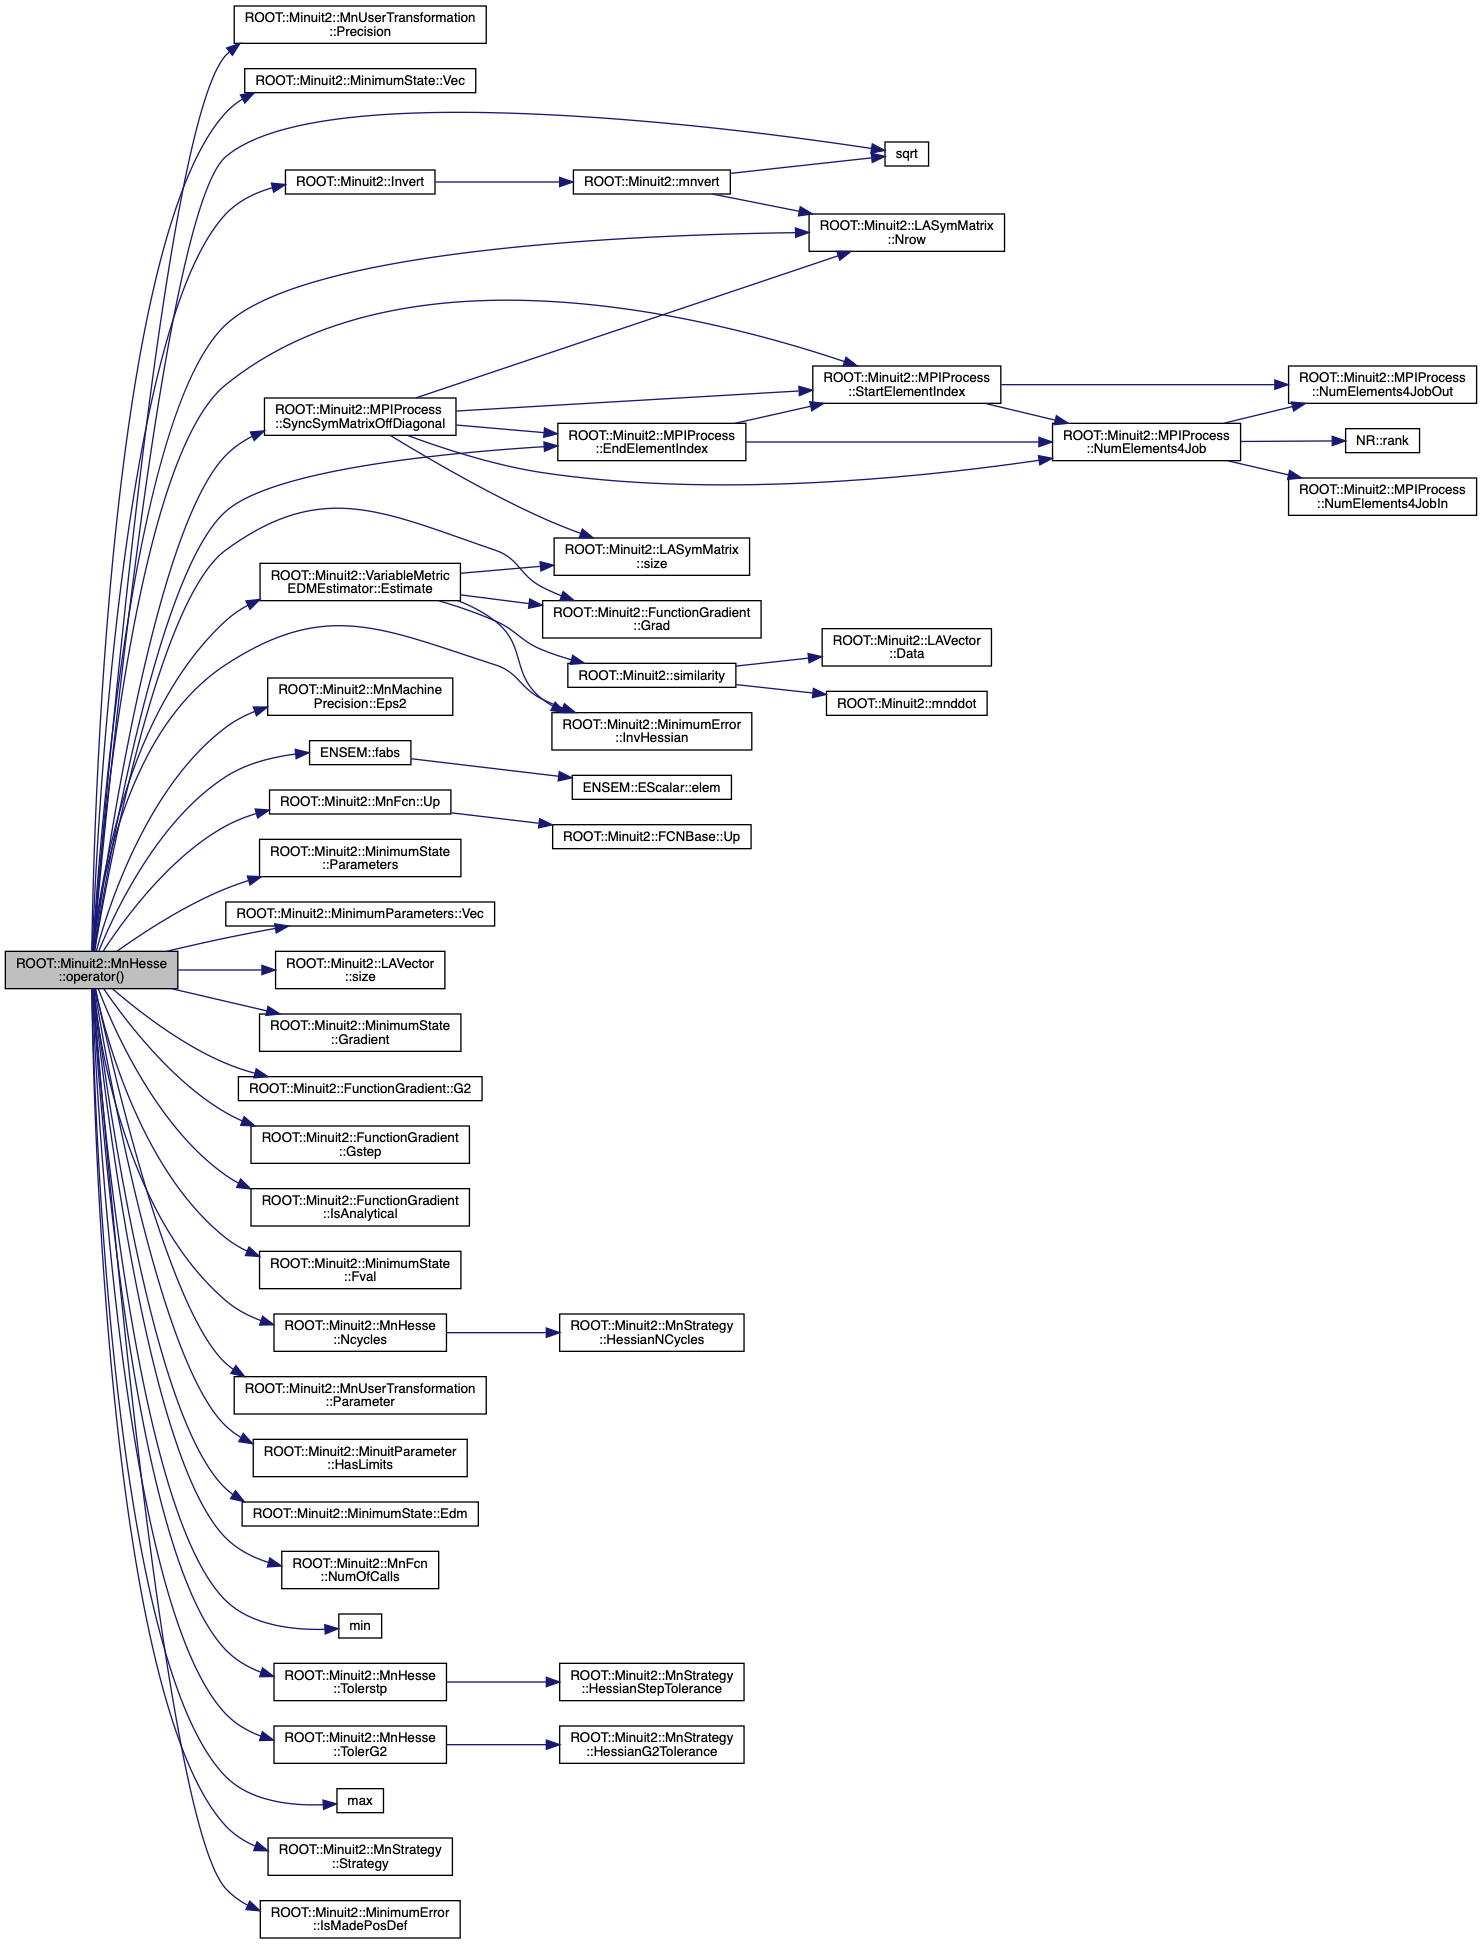 ROOT::Minuit2::MnUserTransformation
::Precision
ROOT::Minuit2::MinimumState::Vec
sqrt
ROOT::Minuit2::Invert
ROOT::Minuit2::mnvert
ROOT::Minuit2::LASymMatrix
::Nrow
ROOT::Minuit2::MPIProcess
::StartElementIndex
ROOT::Minuit2::MPIProcess
::NumElements4JobOut
ROOT::Minuit2::MPIProcess
::SyncSymMatrixOffDiagonal
ROOT::Minuit2::MPIProcess
::EndElementIndex
ROOT::Minuit2::MPIProcess
::NumElements4Job
NR::rank
ROOT::Minuit2::MPIProcess
::NumElements4JobIn
ROOT::Minuit2::LASymMatrix
::size
ROOT::Minuit2::VariableMetric
EDMEstimator::Estimate
ROOT::Minuit2::FunctionGradient
::Grad
ROOT::Minuit2::LAVector
::Data
ROOT::Minuit2::similarity
ROOT::Minuit2::mnddot
ROOT::Minuit2::MnMachine
Precision::Eps2
ROOT::Minuit2::MinimumError
::InvHessian
ENSEM::fabs
ENSEM::EScalar::elem
ROOT::Minuit2::MnFcn::Up
ROOT::Minuit2::FCNBase::Up
ROOT::Minuit2::MinimumState
::Parameters
ROOT::Minuit2::MinimumParameters::Vec
ROOT::Minuit2::MnHesse
::operator()
ROOT::Minuit2::LAVector
::size
ROOT::Minuit2::MinimumState
::Gradient
ROOT::Minuit2::FunctionGradient::G2
ROOT::Minuit2::FunctionGradient
::Gstep
ROOT::Minuit2::FunctionGradient
::IsAnalytical
ROOT::Minuit2::MinimumState
::Fval
ROOT::Minuit2::MnHesse
::Ncycles
ROOT::Minuit2::MnStrategy
::HessianNCycles
ROOT::Minuit2::MnUserTransformation
::Parameter
ROOT::Minuit2::MinuitParameter
::HasLimits
ROOT::Minuit2::MinimumState::Edm
ROOT::Minuit2::MnFcn
::NumOfCalls
min
ROOT::Minuit2::MnHesse
::Tolerstp
ROOT::Minuit2::MnStrategy
::HessianStepTolerance
ROOT::Minuit2::MnHesse
::TolerG2
ROOT::Minuit2::MnStrategy
::HessianG2Tolerance
max
ROOT::Minuit2::MnStrategy
::Strategy
ROOT::Minuit2::MinimumError
::IsMadePosDef